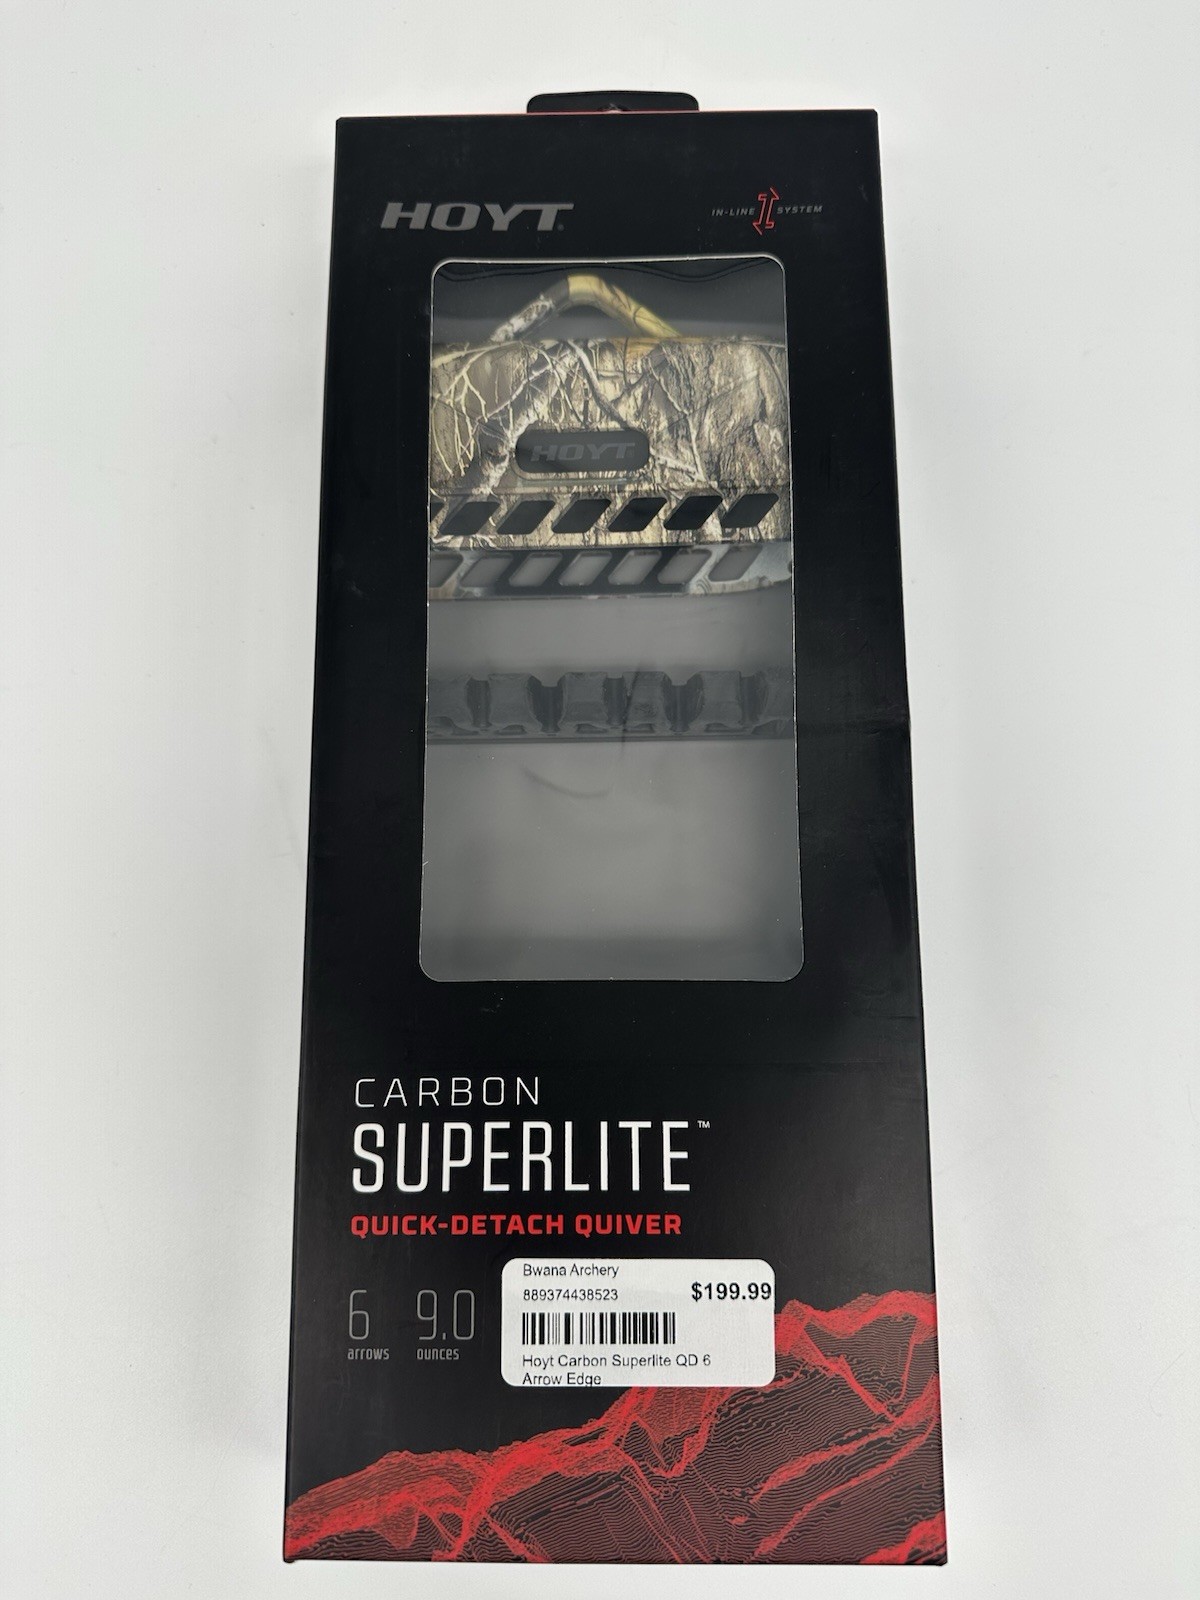 HOYT
IN-LINE SYSTEM
HOYT
CARBON
SUPERLITE™
QUICK-DETACH QUIVER
6 9.0
arrows ounces
Bwana Archery
889374438523 $199.99
Hoyt Carbon Superlite QD 6
Arrow Edge